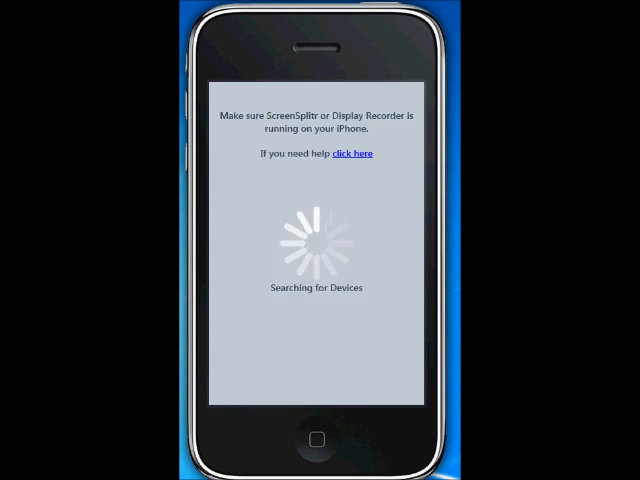 Make sure ScreenSplitr or Display Recorder is
running on your iPhone.
If you need help click here
Searching for Devices